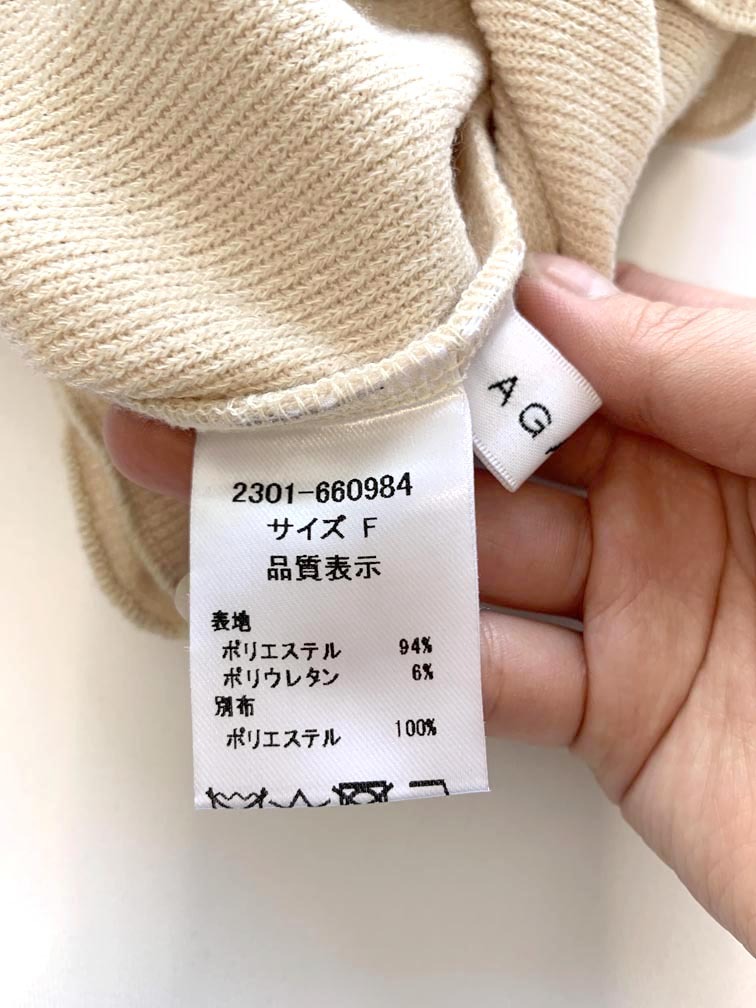 2301-660984
サイズ F
品質表示
表地
ポリエステル 94%
ポリウレタン 6%
別布
ポリエステル 100%
AG